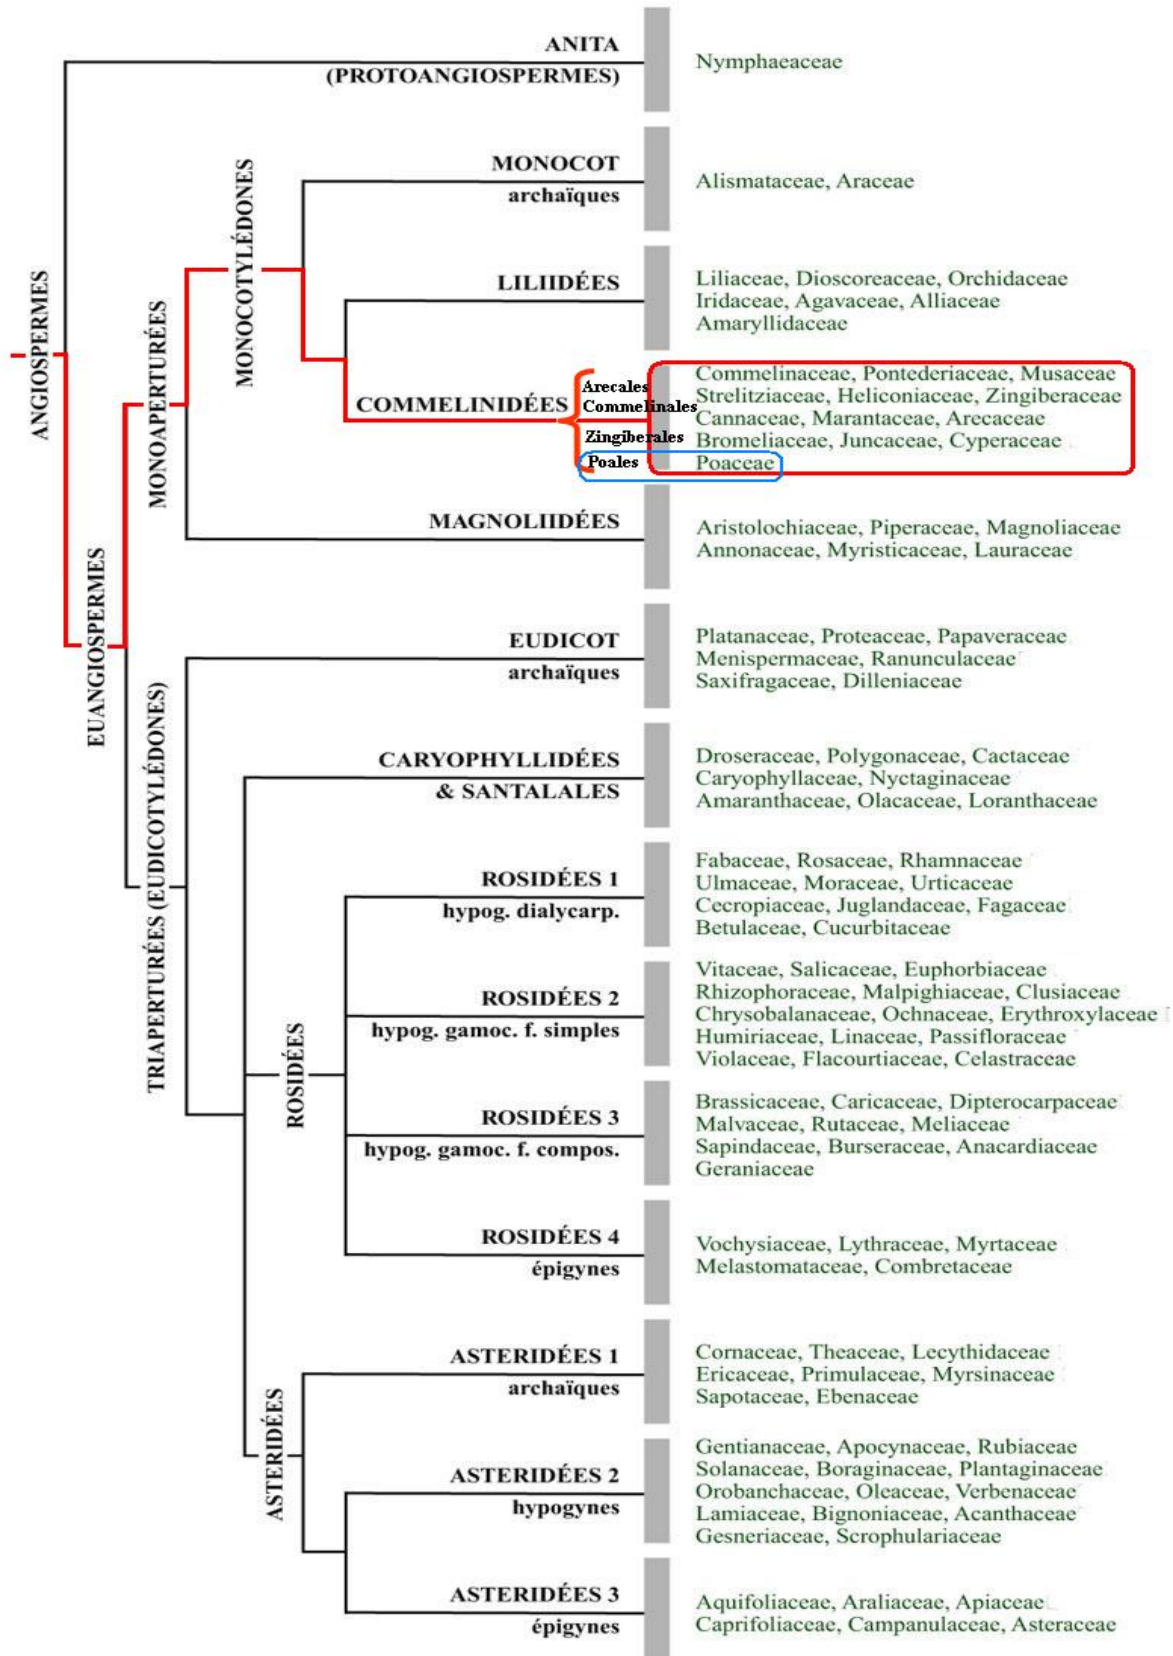 ANITA
(PROTOANGIOSPERMES)
Nymphaeaceae
MONOCOT
archaïques
Alismataceae, Araceae
LILIIDÉES
Liliaceae, Dioscoreaceae, Orchidaceae
Iridaceae, Agavaceae, Alliaceae
Amaryllidaceae
COMMELINIDÉES
Arecales
Commelinales
Zingiberales
Poales
Commelinaceae, Pontederiaceae, Musaceae
Strelitziaceae, Heliconiaceae, Zingiberaceae
Cannaceae, Marantaceae, Arecaceae
Bromeliaceae, Juncaceae, Cyperaceae
Poaceae
MAGNOLIIDÉES
Aristolochiaceae, Piperaceae, Magnoliaceae
Annonaceae, Myristicaceae, Lauraceae
EUDICOT
archaïques
Platanaceae, Proteaceae, Papaveraceae
Menispermaceae, Ranunculaceae
Saxifragaceae, Dilleniaceae
CARYOPHYLLIDÉES
& SANTALALES
Droseraceae, Polygonaceae, Cactaceae
Caryophyllaceae, Nyctaginaceae
Amaranthaceae, Olacaceae, Loranthaceae
ROSIDÉES 1
hypog. dialycarp.
Fabaceae, Rosaceae, Rhamnaceae
Ulmaceae, Moraceae, Urticaceae
Cecropiaceae, Juglandaceae, Fagaceae
Betulaceae, Cucurbitaceae
ROSIDÉES 2
hypog. gamoc. f. simples
Vitaceae, Salicaceae, Euphorbiaceae
Rhizophoraceae, Malpighiaceae, Clusiaceae
Chrysobalanaceae, Ochnaceae, Erythroxylaceae
Humiriaceae, Linaceae, Passifloraceae
Violaceae, Flacourtiaceae, Celastraceae
ROSIDÉES 3
hypog. gamoc. f. compos.
Brassicaceae, Caricaceae, Dipterocarpaceae
Malvaceae, Rutaceae, Meliaceae
Sapindaceae, Burseraceae, Anacardiaceae
Geraniaceae
ROSIDÉES 4
épigynes
Vochysiaceae, Lythraceae, Myrtaceae
Melastomataceae, Combretaceae
ASTERIDÉES 1
archaïques
Cornaceae, Theaceae, Lecythidaceae
Ericaceae, Primulaceae, Myrsinaceae
Sapotaceae, Ebenaceae
ASTERIDÉES 2
hypogynes
Gentianaceae, Apocynaceae, Rubiaceae
Solanaceae, Boraginaceae, Plantaginaceae
Orobanchaceae, Oleaceae, Verbenaceae
Lamiaceae, Bignoniaceae, Acanthaceae
Gesneriaceae, Scrophulariaceae
ASTERIDÉES 3
épigynes
Aquifoliaceae, Araliaceae, Apiaceae
Caprifoliaceae, Campanulaceae, Asteraceae
ANGIOSPERMES
EUANGIOSPERMES
MONOAPERTURÉES
MONOCOTYLÉDONES
TRIAPERTURÉES (EUDICOTYLÉDONES)
ROSIDÉES
ASTERIDÉES